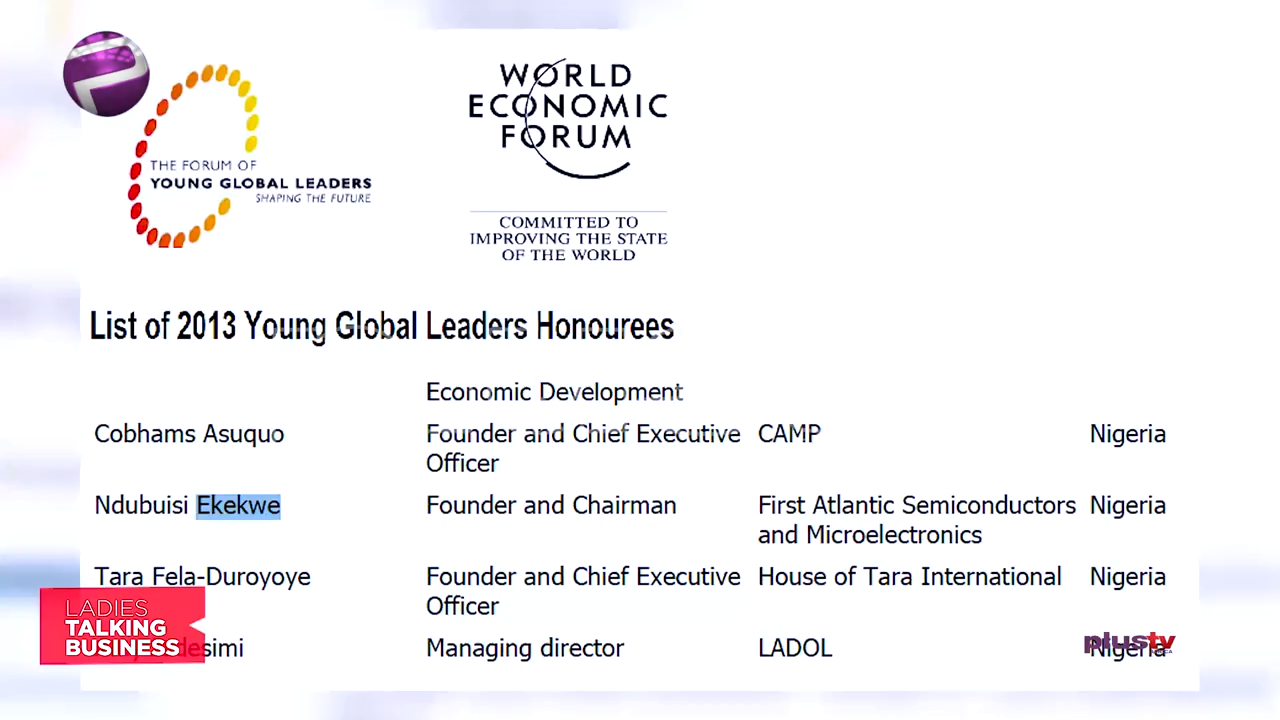 THE FORUM OF
YOUNG GLOBAL LEADERS
SHAPING THE FUTURE
WORLD
ECONOMIC
FORUM
COMMITTED TO
IMPROVING THE STATE
OF THE WORLD
List of 2013 Young Global Leaders Honourees
Economic Development
Cobhams Asuquo Founder and Chief Executive Officer CAMP Nigeria
Ndubuisi Ekekwe Founder and Chairman First Atlantic Semiconductors and Microelectronics Nigeria
Tara Fela-Duroyoye Founder and Chief Executive Officer House of Tara International Nigeria
Managing director LADOL Nigeria
LADIES
TALKING
BUSINESS
plustv